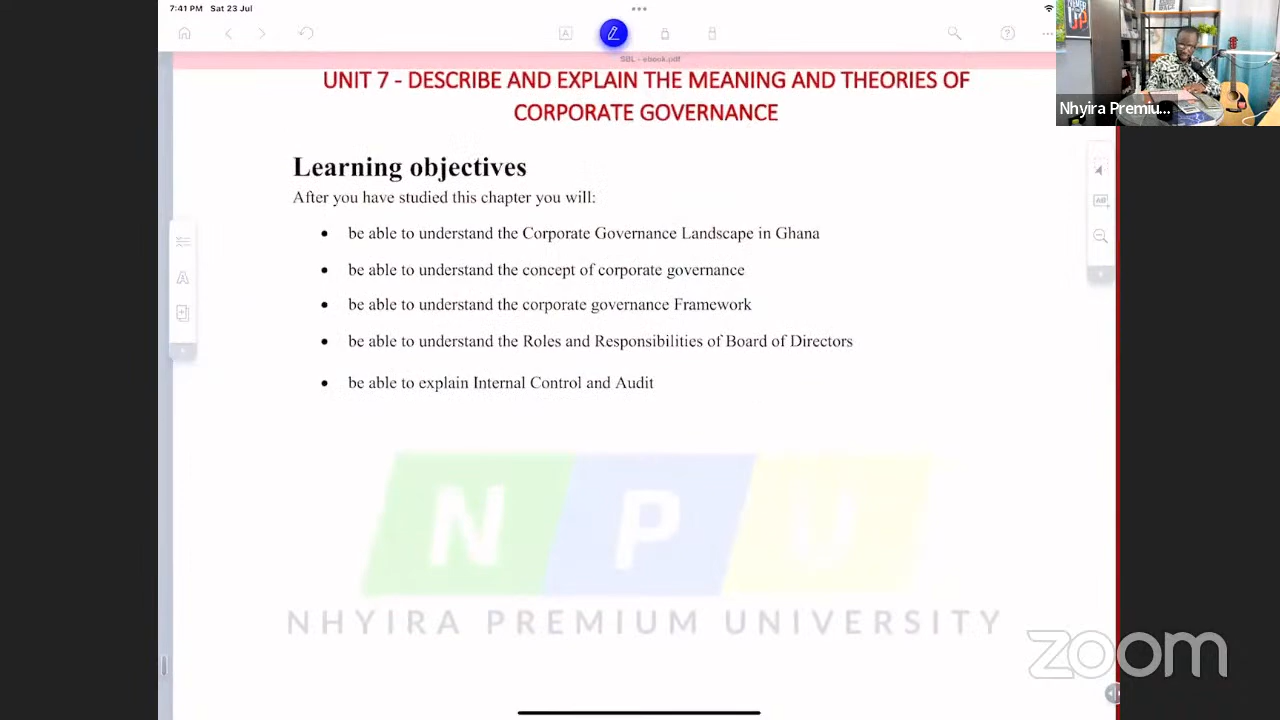 7:41 PM Sat 23 Jul
SBL - ebook.pdf
UNIT 7 - DESCRIBE AND EXPLAIN THE MEANING AND THEORIES OF
CORPORATE GOVERNANCE
Nhyira Premiu...
Learning objectives
After you have studied this chapter you will:
• be able to understand the Corporate Governance Landscape in Ghana
• be able to understand the concept of corporate governance
• be able to understand the corporate governance Framework
• be able to understand the Roles and Responsibilities of Board of Directors
• be able to explain Internal Control and Audit
N P U
NHYIRA PREMIUM UNIVERSITY
zoom